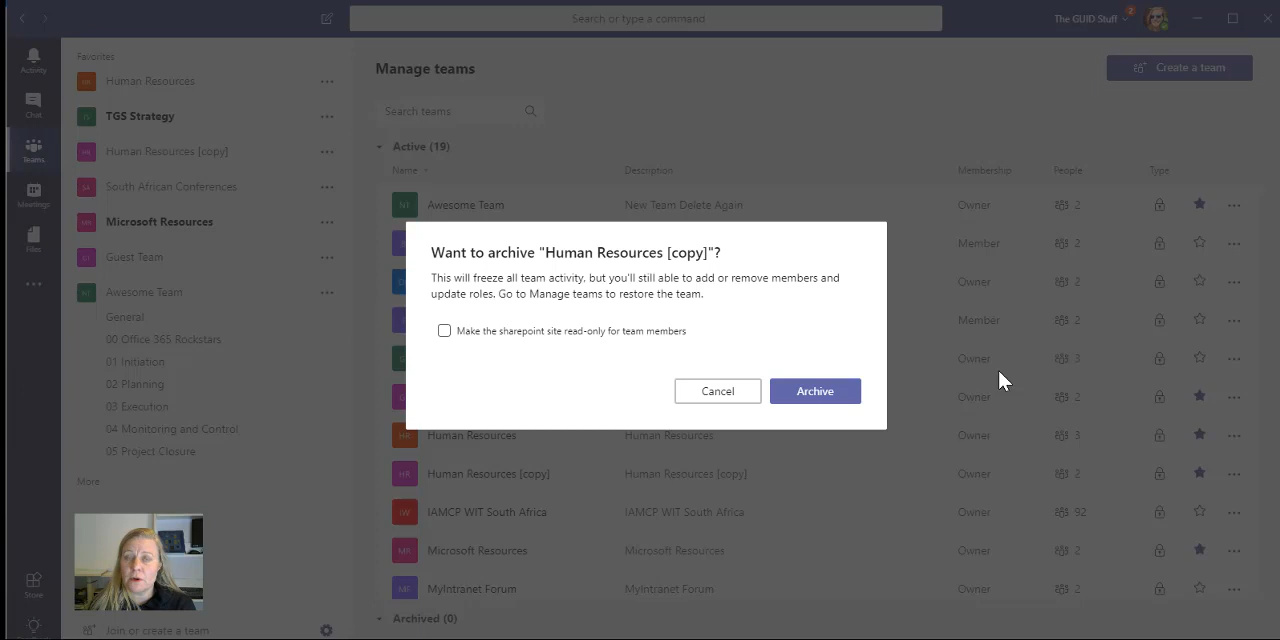 Search or type a command
The GUID Stuff
2
Activity
Chat
Teams
Meetings
Files
Store
Favorites
Human Resources
TGS Strategy
Human Resources [copy]
South African Conferences
Microsoft Resources
Guest Team
Awesome Team
General
00 Office 365 Rockstars
01 Initiation
02 Planning
03 Execution
04 Monitoring and Control
05 Project Closure
More
Join or create a team
Manage teams
Create a team
Search teams
Active (19)
Name Description Membership People Type
NT Awesome Team New Team Delete Again Owner 2
Member 2
Owner 2
Member 2
Owner 3
Owner 2
Want to archive "Human Resources [copy]"?
This will freeze all team activity, but you'll still able to add or remove members and
update roles. Go to Manage teams to restore the team.
Make the sharepoint site read-only for team members
Cancel Archive
HR Human Resources Human Resources Owner 3
HR Human Resources [copy] Human Resources [copy] Owner 2
IW IAMCP WIT South Africa IAMCP WIT South Africa Owner 92
MR Microsoft Resources Microsoft Resources Owner 2
MF MyIntranet Forum MyIntranet Forum Owner 2
Archived (0)